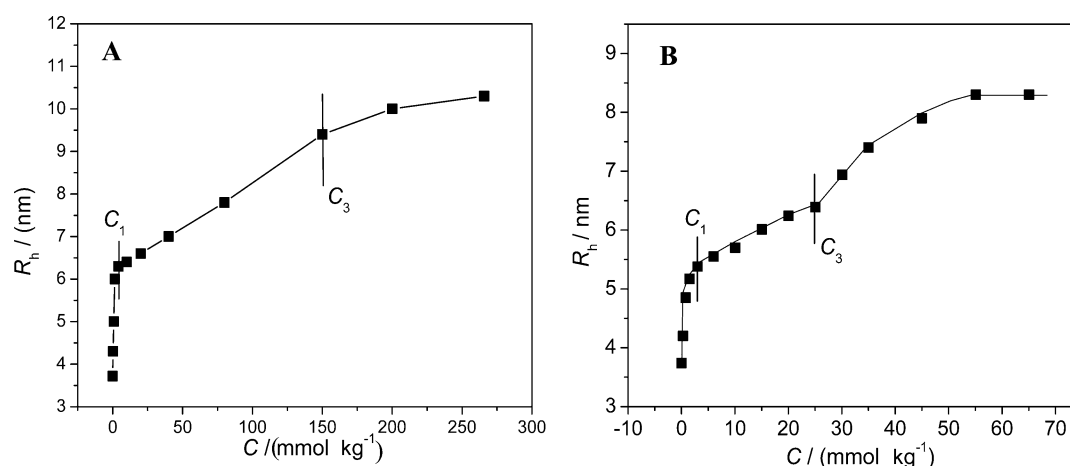 A
R_h / (nm)
12
11
10
9
8
7
6
5
4
3
C_1
C_3
0 50 100 150 200 250 300
C /(mmol kg^-1)
B
R_h / nm
9
8
7
6
5
4
3
C_1
C_3
-10 0 10 20 30 40 50 60 70
C / (mmol kg^-1)